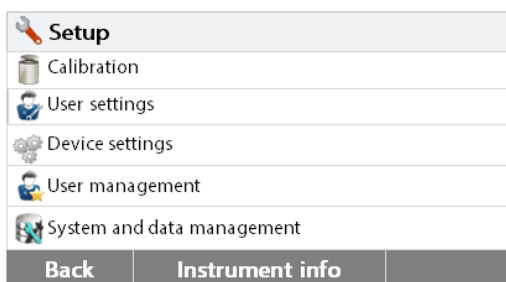 Setup
Calibration
User settings
Device settings
User management
System and data management
Back Instrument info